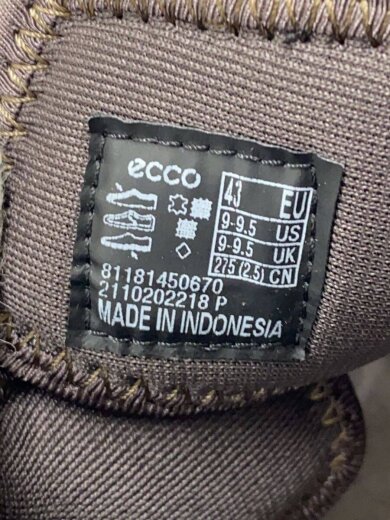 ecco
43 EU
9-9.5 US
9-9.5 UK
275 (2.5) CN
81181450670
2110202218 P
MADE IN INDONESIA